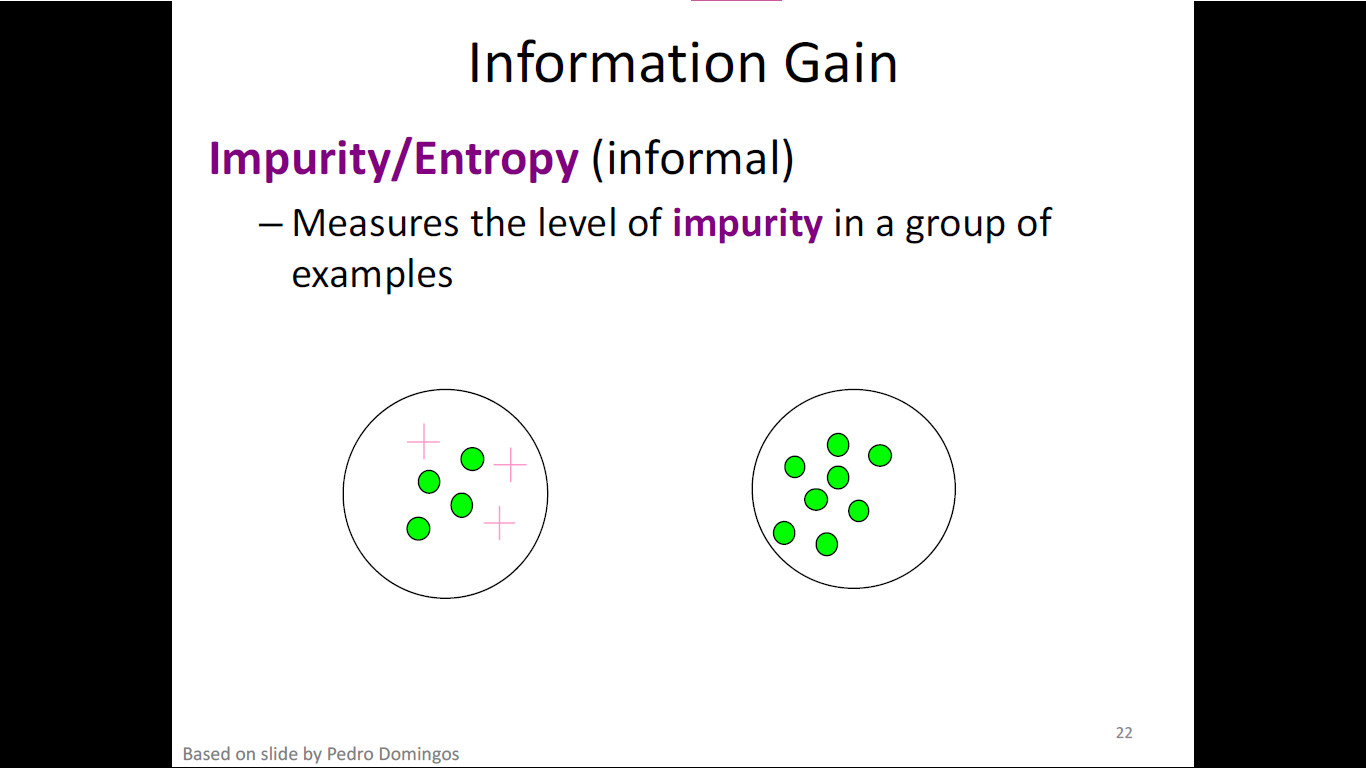 Information Gain
Impurity/Entropy (informal)
– Measures the level of impurity in a group of
examples
22
Based on slide by Pedro Domingos